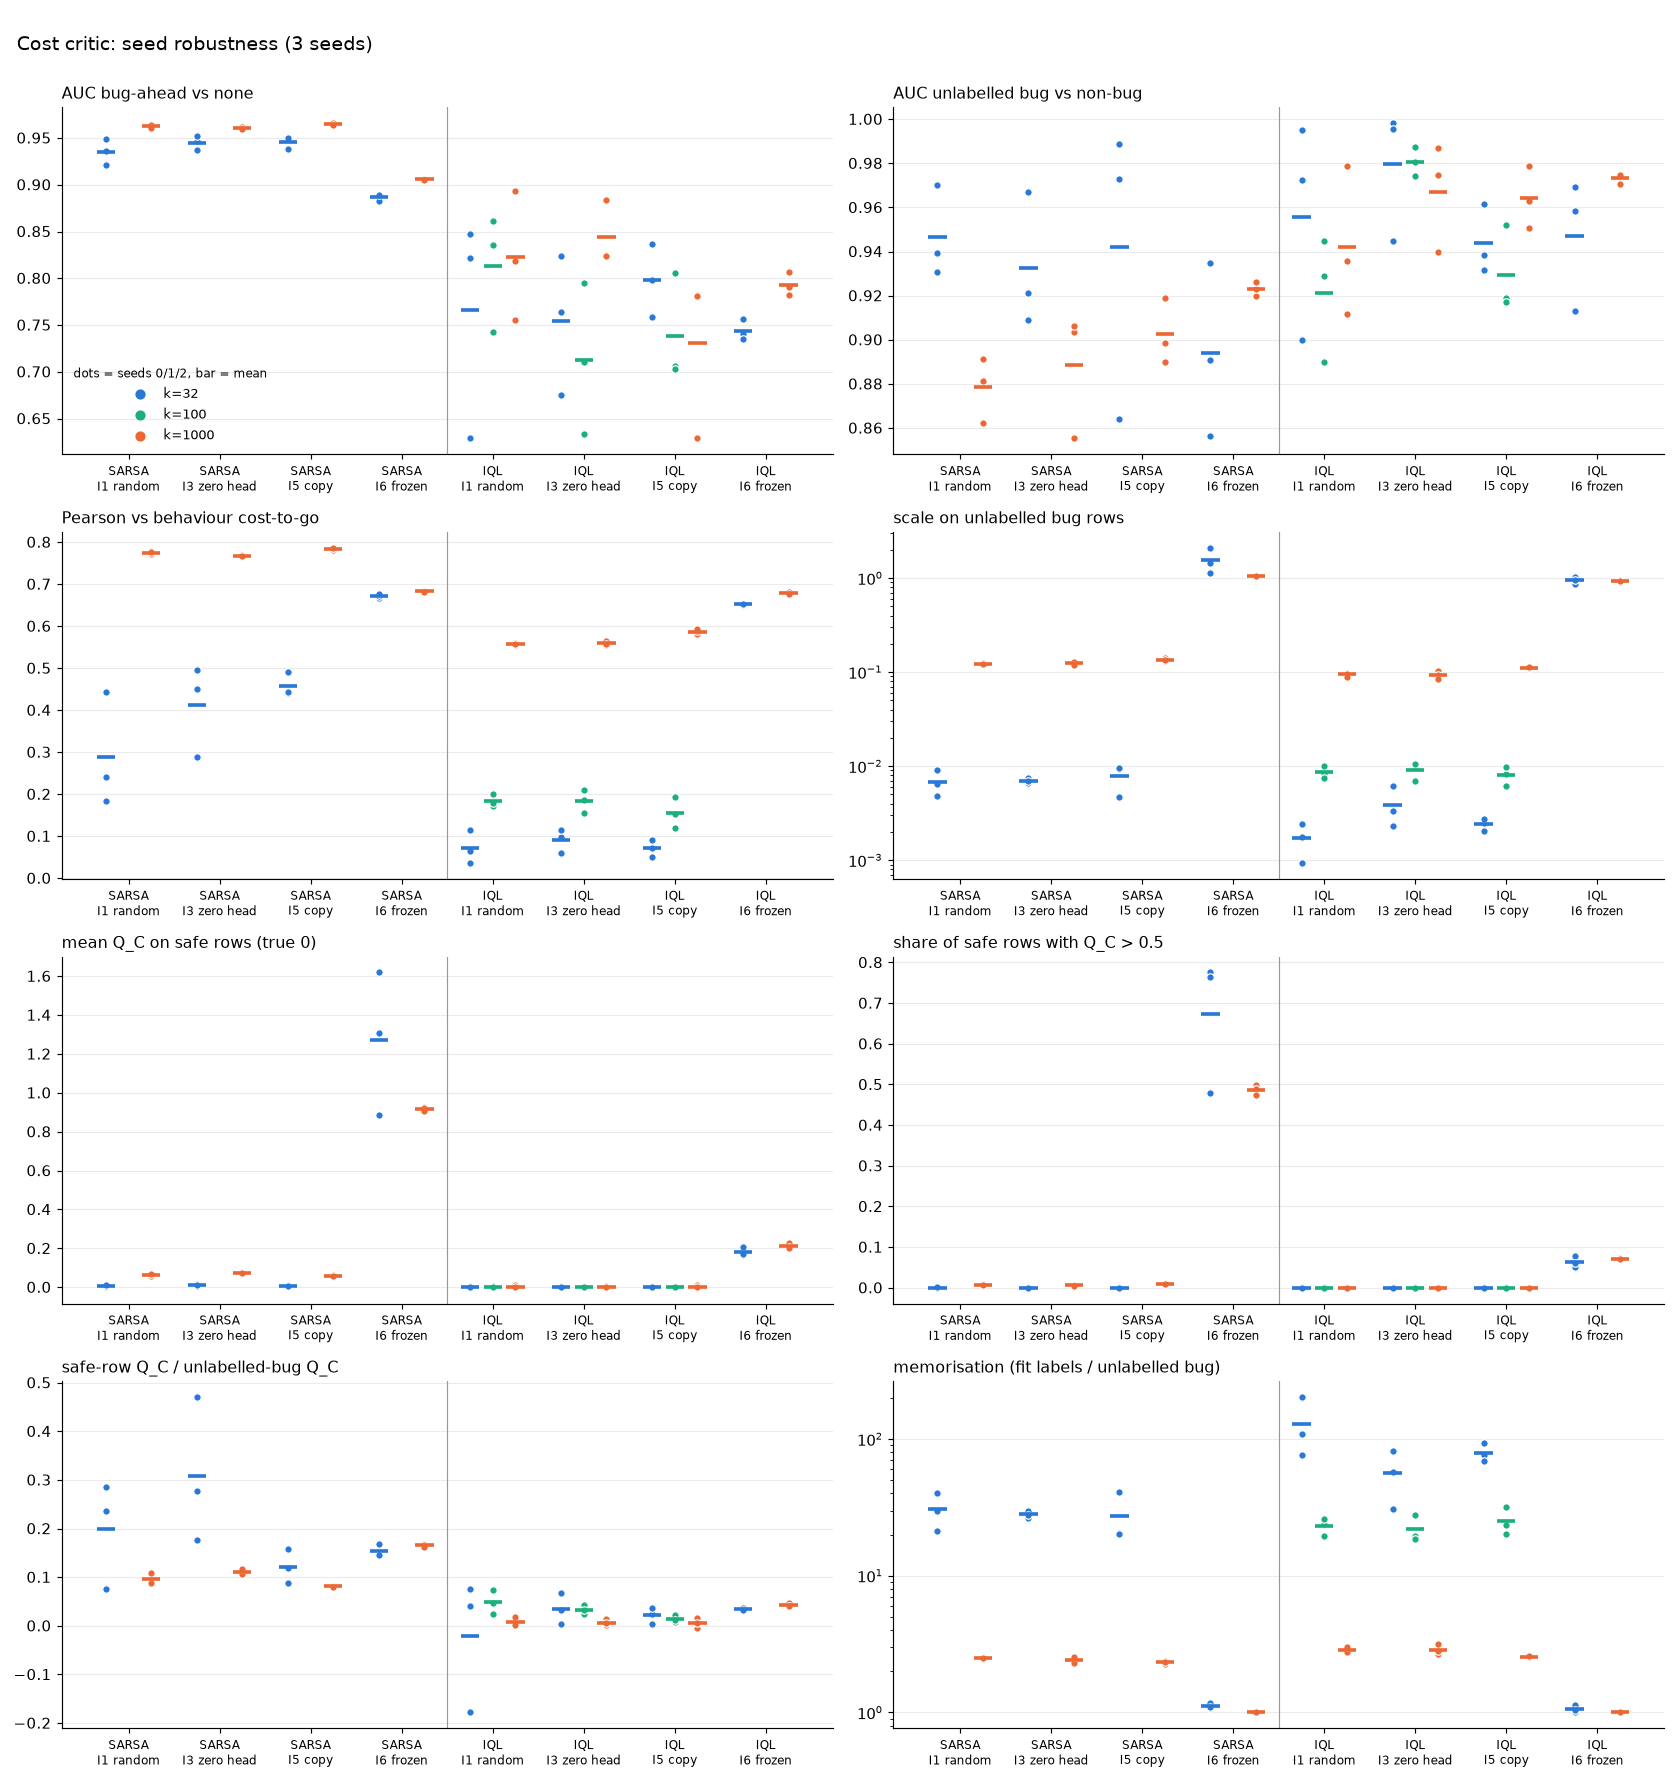 Cost critic: seed robustness (3 seeds)
AUC bug-ahead vs none
0.95
0.90
0.85
0.80
0.75
0.70
0.65
dots = seeds 0/1/2, bar = mean
k=32
k=100
k=1000
SARSA SARSA SARSA SARSA IQL IQL IQL IQL
I1 random I3 zero head I5 copy I6 frozen I1 random I3 zero head I5 copy I6 frozen
AUC unlabelled bug vs non-bug
1.00
0.98
0.96
0.94
0.92
0.90
0.88
0.86
SARSA SARSA SARSA SARSA IQL IQL IQL IQL
I1 random I3 zero head I5 copy I6 frozen I1 random I3 zero head I5 copy I6 frozen
Pearson vs behaviour cost-to-go
0.8
0.7
0.6
0.5
0.4
0.3
0.2
0.1
0.0
SARSA SARSA SARSA SARSA IQL IQL IQL IQL
I1 random I3 zero head I5 copy I6 frozen I1 random I3 zero head I5 copy I6 frozen
scale on unlabelled bug rows
10⁰
10⁻¹
10⁻²
10⁻³
SARSA SARSA SARSA SARSA IQL IQL IQL IQL
I1 random I3 zero head I5 copy I6 frozen I1 random I3 zero head I5 copy I6 frozen
mean Q_C on safe rows (true 0)
1.6
1.4
1.2
1.0
0.8
0.6
0.4
0.2
0.0
SARSA SARSA SARSA SARSA IQL IQL IQL IQL
I1 random I3 zero head I5 copy I6 frozen I1 random I3 zero head I5 copy I6 frozen
share of safe rows with Q_C > 0.5
0.8
0.7
0.6
0.5
0.4
0.3
0.2
0.1
0.0
SARSA SARSA SARSA SARSA IQL IQL IQL IQL
I1 random I3 zero head I5 copy I6 frozen I1 random I3 zero head I5 copy I6 frozen
safe-row Q_C / unlabelled-bug Q_C
0.5
0.4
0.3
0.2
0.1
0.0
−0.1
−0.2
SARSA SARSA SARSA SARSA IQL IQL IQL IQL
I1 random I3 zero head I5 copy I6 frozen I1 random I3 zero head I5 copy I6 frozen
memorisation (fit labels / unlabelled bug)
10²
10¹
10⁰
SARSA SARSA SARSA SARSA IQL IQL IQL IQL
I1 random I3 zero head I5 copy I6 frozen I1 random I3 zero head I5 copy I6 frozen